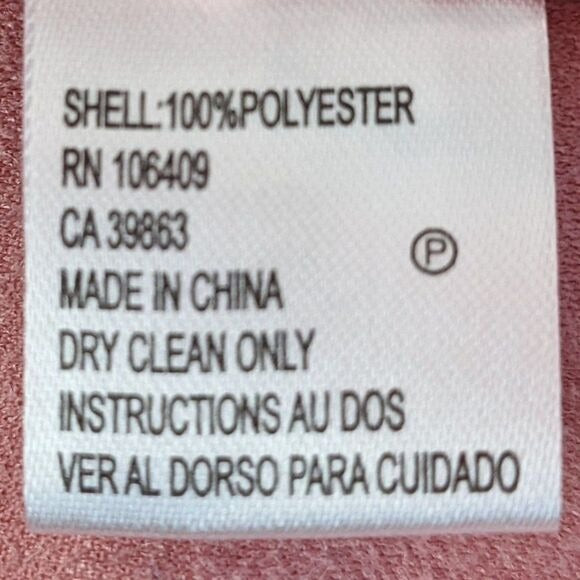 SHELL:100%POLYESTER
RN 106409
CA 39863
P
MADE IN CHINA
DRY CLEAN ONLY
INSTRUCTIONS AU DOS
VER AL DORSO PARA CUIDADO